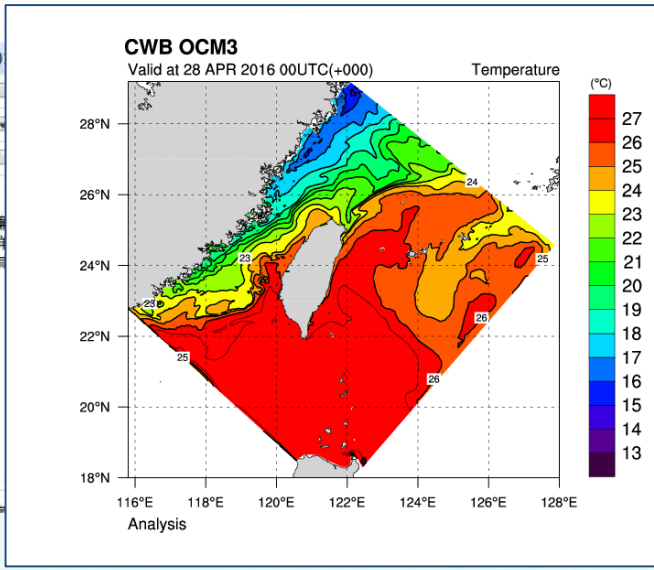 CWB OCM3
Valid at 28 APR 2016 00UTC(+000) Temperature
(°C)
28°N
26°N
24°N
22°N
20°N
18°N
24
23
25
23
26
25
26
27
26
25
24
23
22
21
20
19
18
17
16
15
14
13
116°E 118°E 120°E 122°E 124°E 126°E 128°E
Analysis